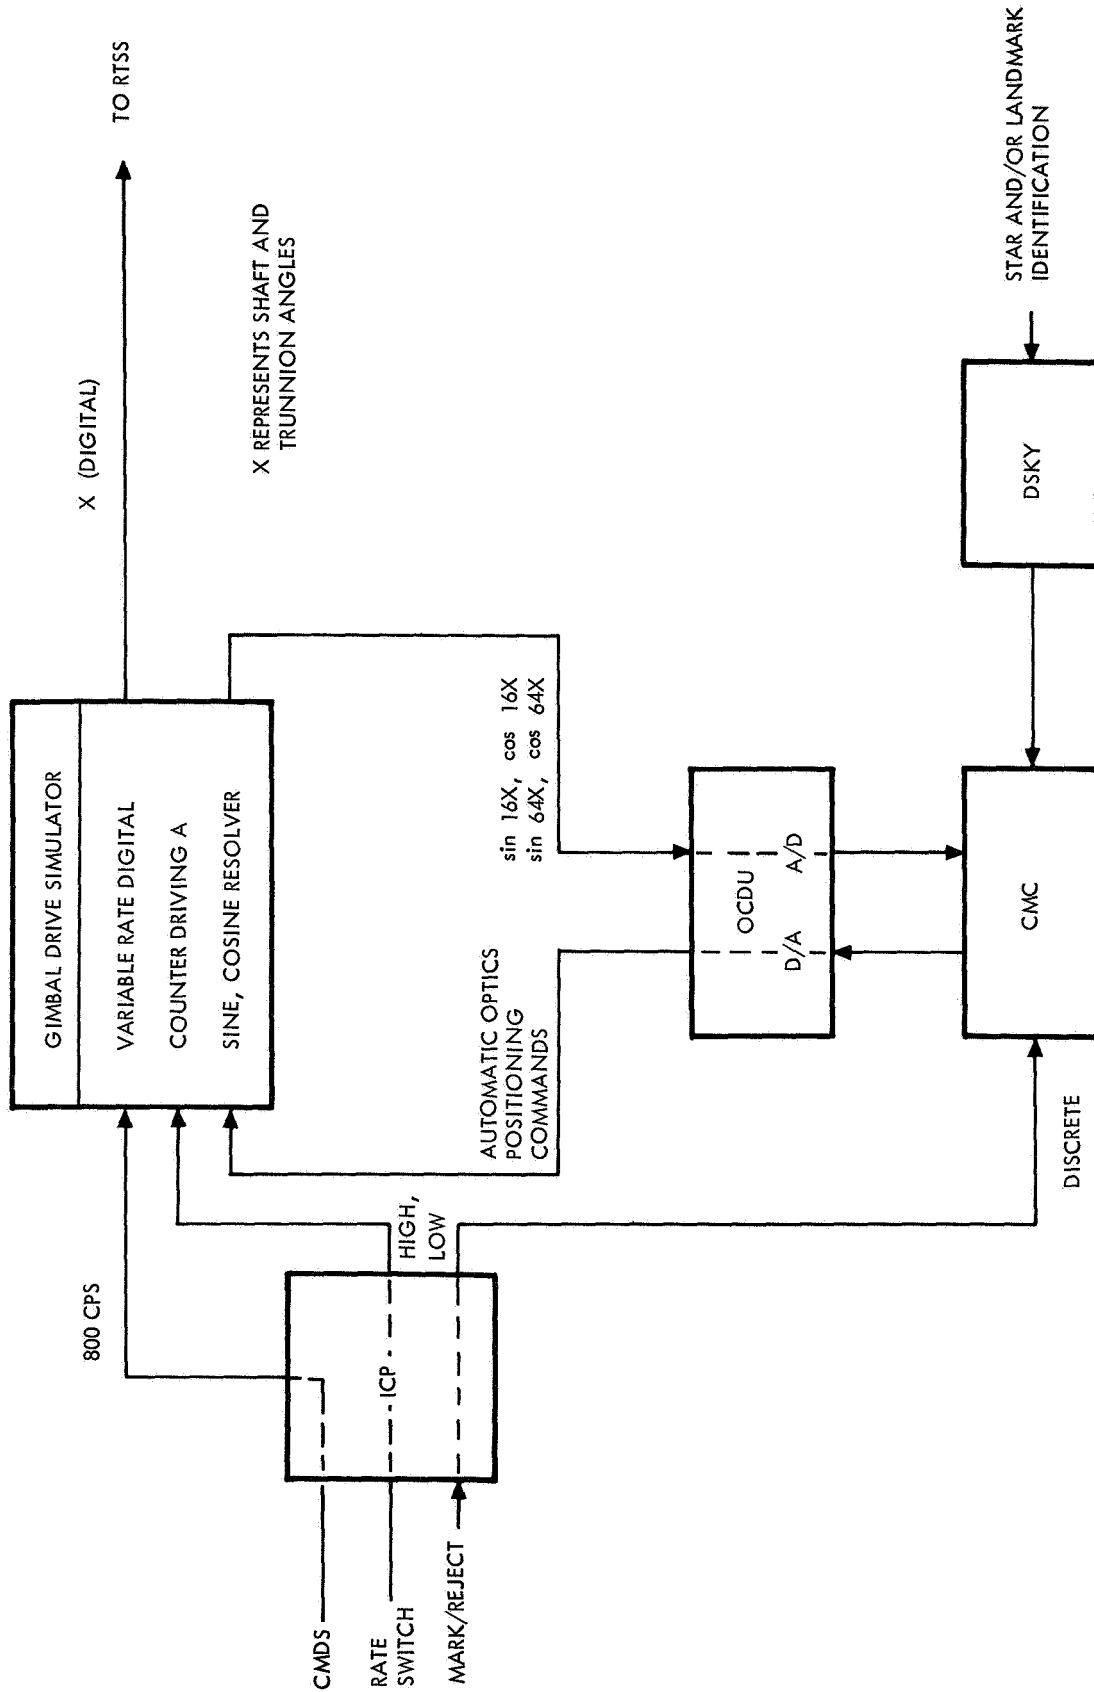 CMDS
RATE
SWITCH
MARK/REJECT
ICP
800 CPS
HIGH,
LOW
GIMBAL DRIVE SIMULATOR
VARIABLE RATE DIGITAL
COUNTER DRIVING A
SINE, COSINE RESOLVER
X (DIGITAL)
TO RTSS
X REPRESENTS SHAFT AND
TRUNNION ANGLES
AUTOMATIC OPTICS
POSITIONING
COMMANDS
sin 16X, cos 16X
sin 64X, cos 64X
OCDU
D/A
A/D
DISCRETE
CMC
DSKY
STAR AND/OR LANDMARK
IDENTIFICATION